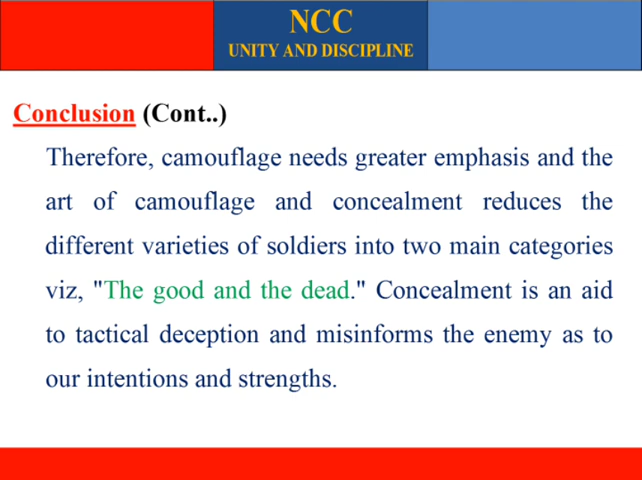 NCC
UNITY AND DISCIPLINE
Conclusion (Cont..)
Therefore, camouflage needs greater emphasis and the
art of camouflage and concealment reduces the
different varieties of soldiers into two main categories
viz, "The good and the dead." Concealment is an aid
to tactical deception and misinforms the enemy as to
our intentions and strengths.